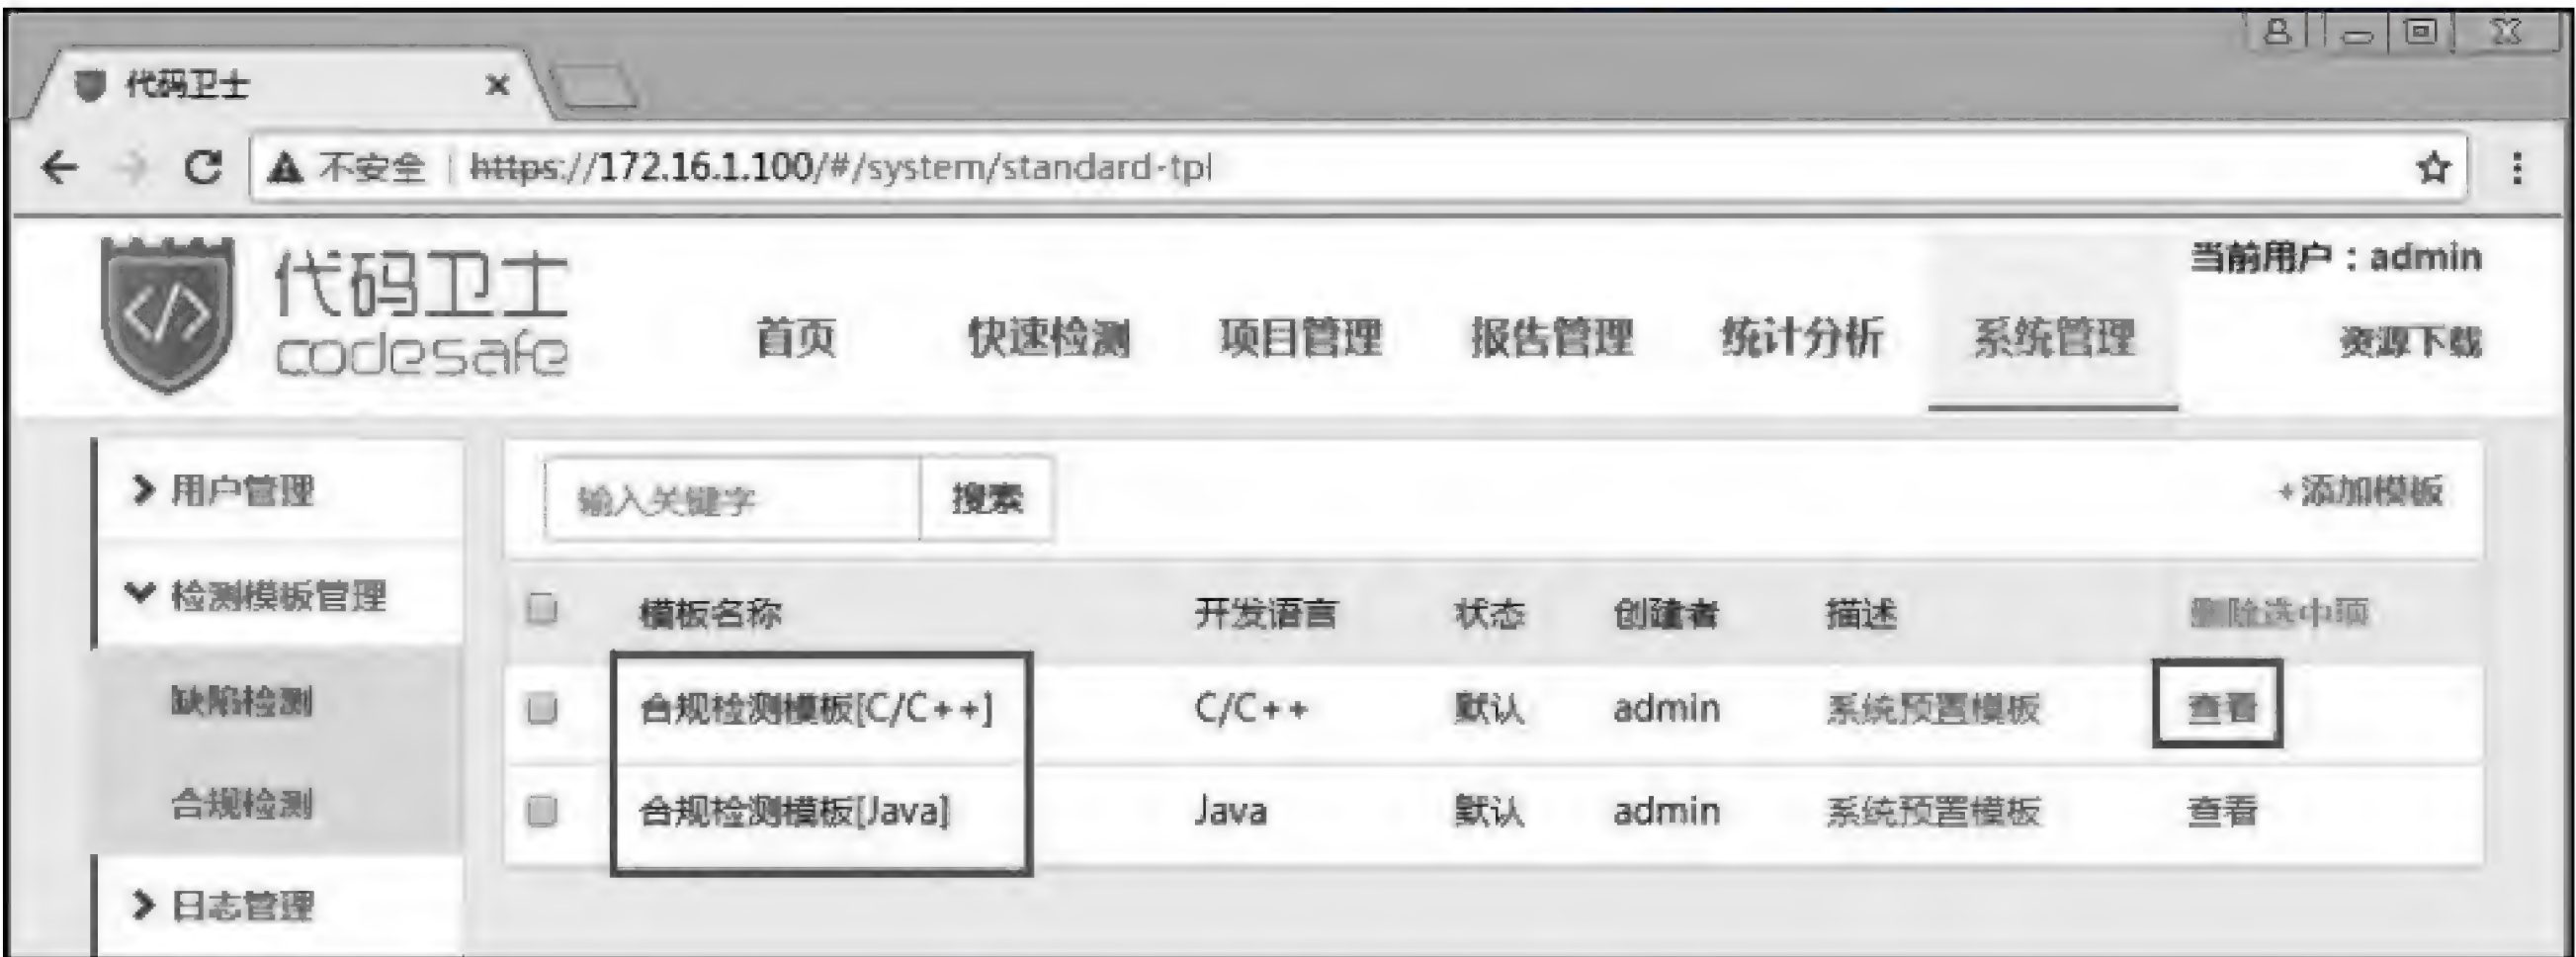 代码卫士
不安全 https://172.16.1.100/#/system/standard-tpl
代码卫士
codesafe
当前用户：admin
首页 快速检测 项目管理 报告管理 统计分析 系统管理 资源下载
用户管理
输入关键字 搜索 +添加模板
检测模板管理
模板名称 开发语言 状态 创建者 描述 删除选中项
缺陷检测
合规检测模板[C/C++] C/C++ 默认 admin 系统预置模板 查看
合规检测
合规检测模板[Java] Java 默认 admin 系统预置模板 查看
日志管理